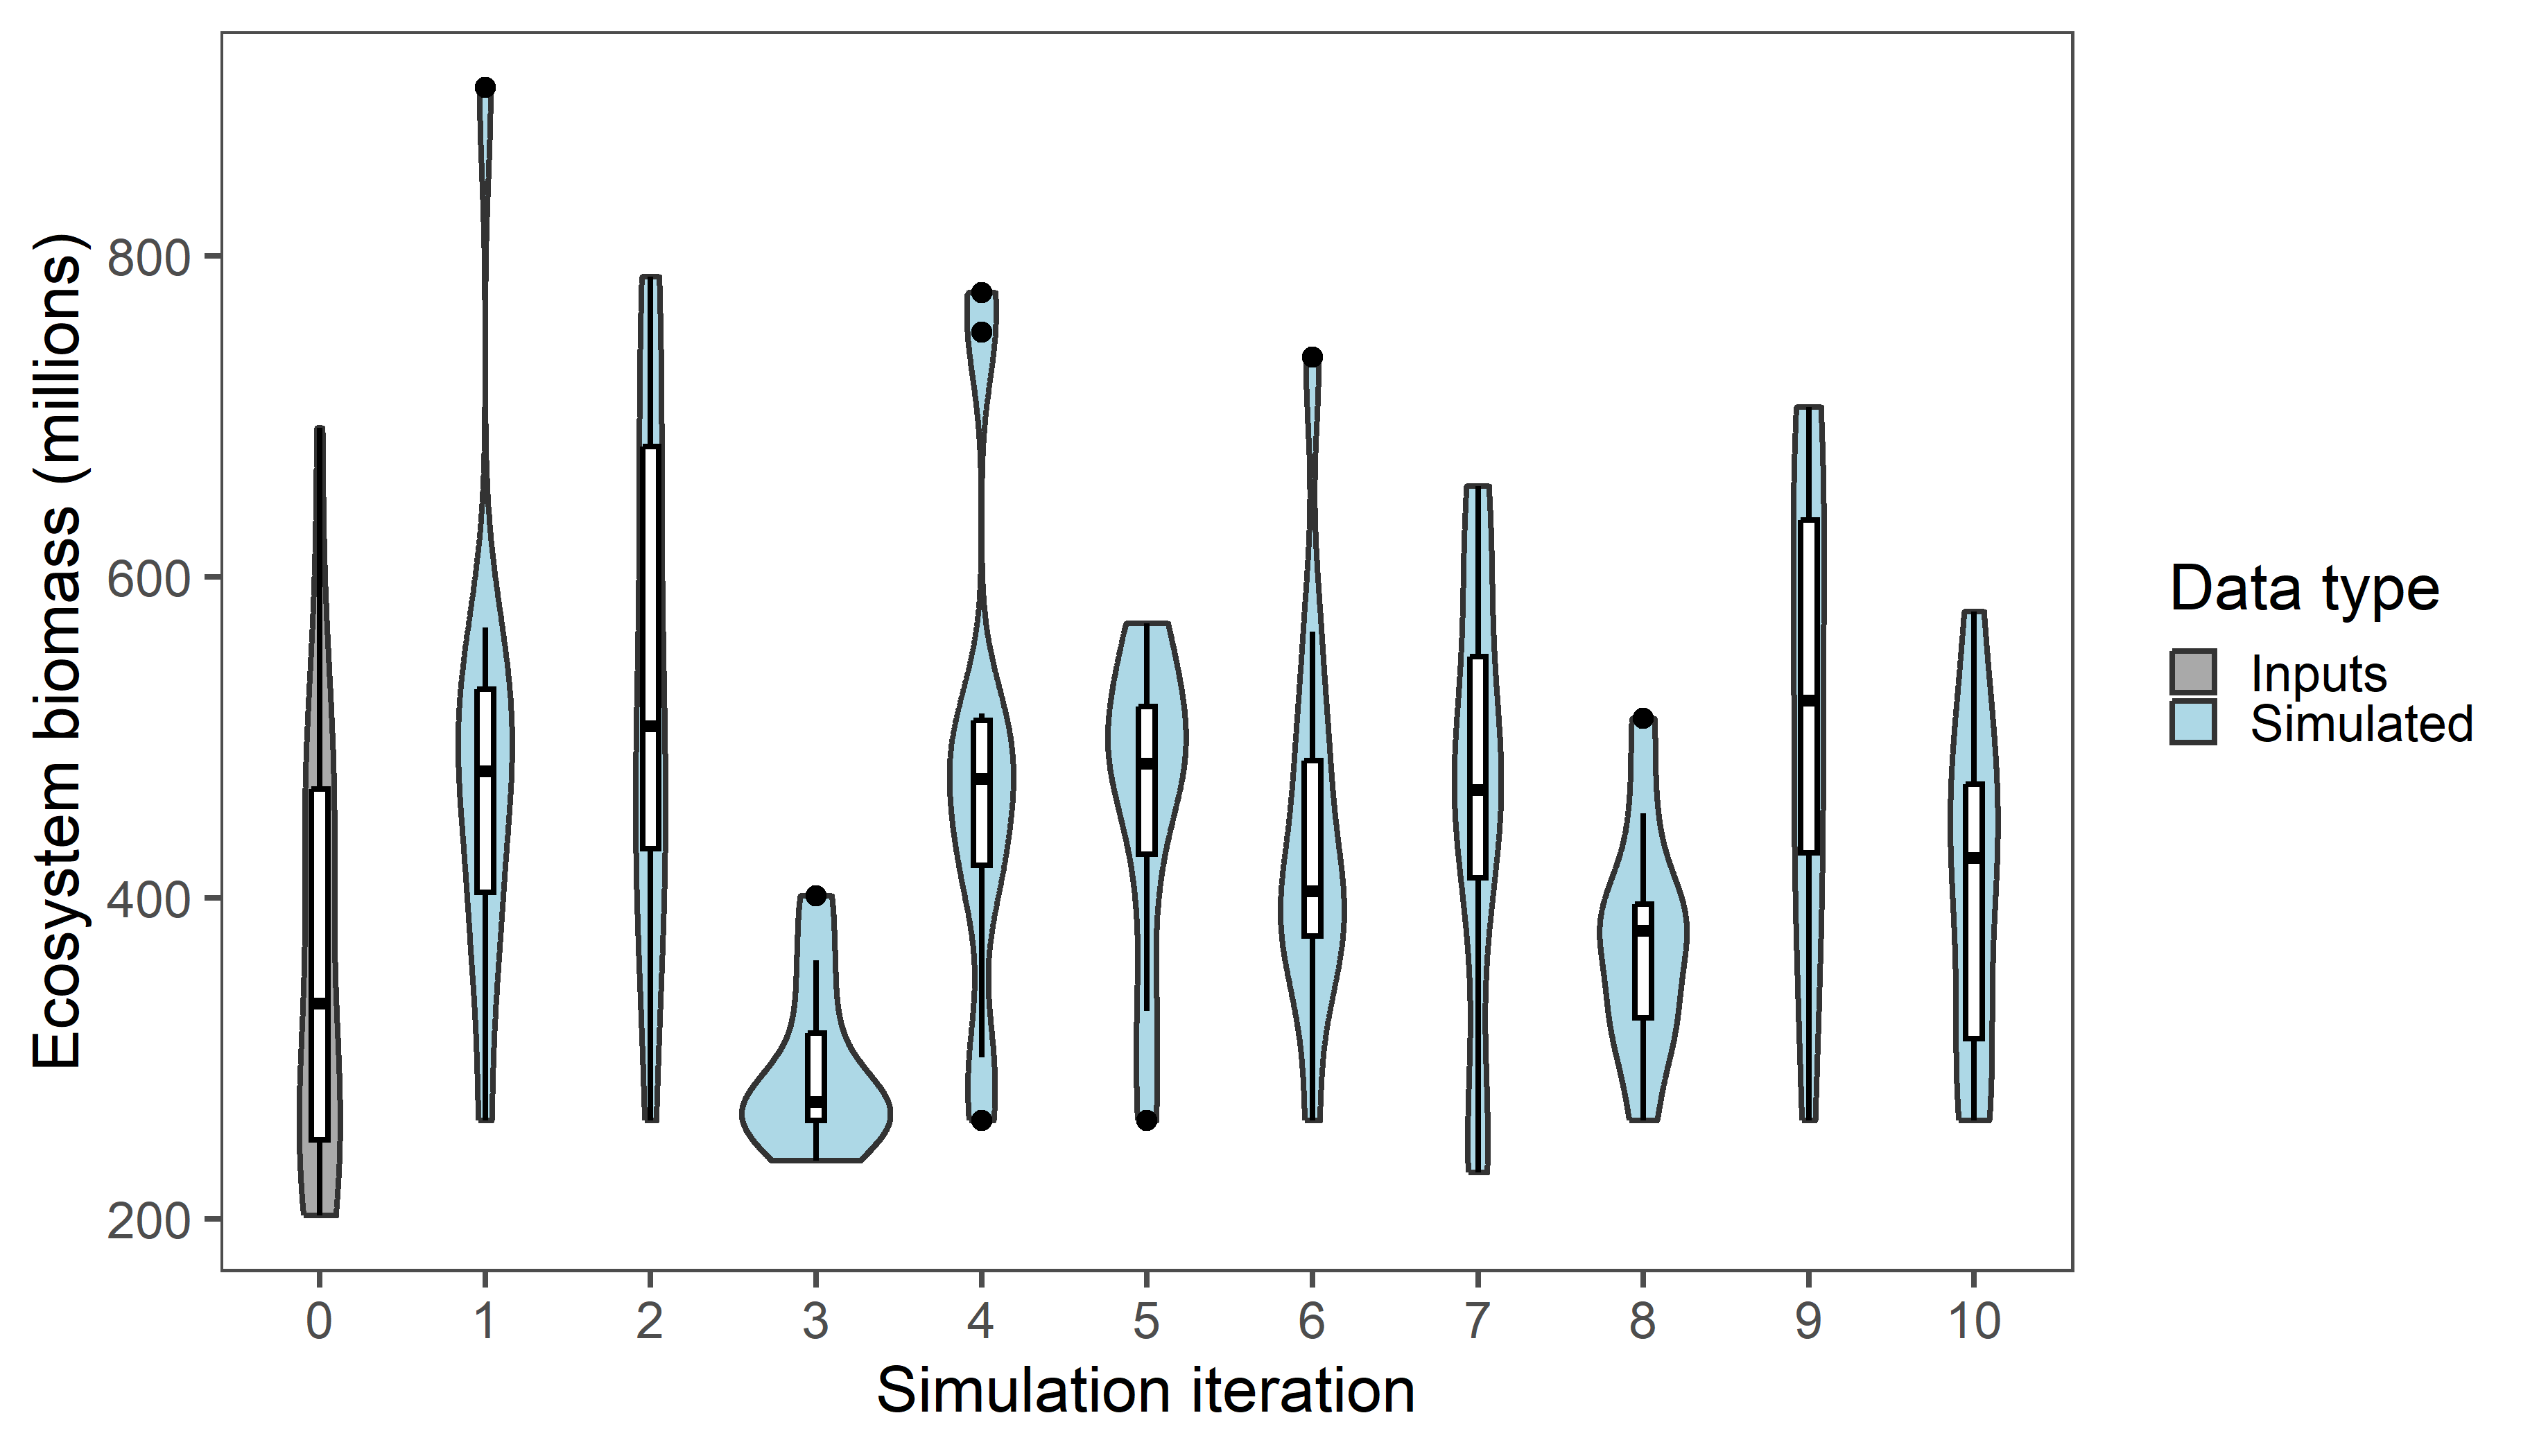 Ecosystem biomass (millions)
800
600
400
200
0 1 2 3 4 5 6 7 8 9 10
Simulation iteration
Data type
Inputs
Simulated